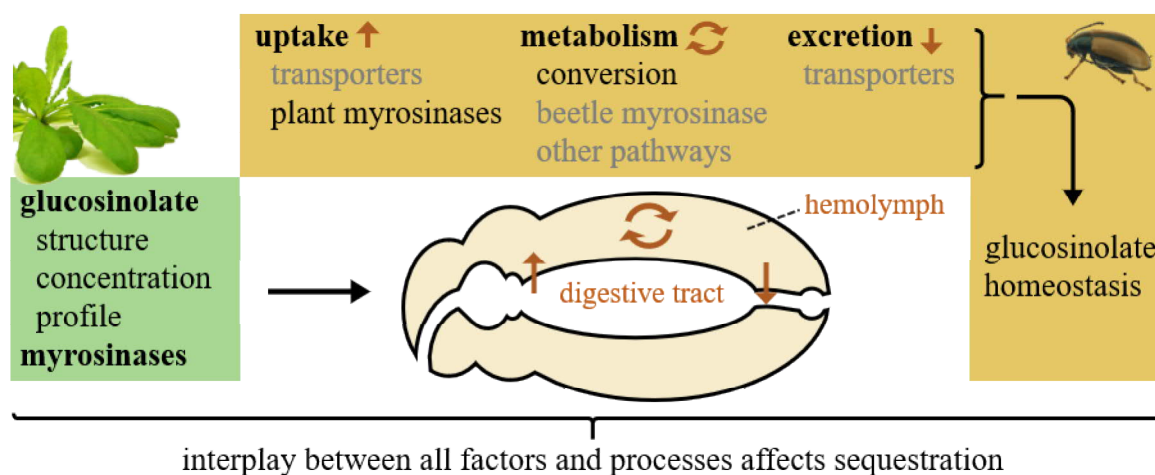 uptake
transporters
plant myrosinases
metabolism
conversion
beetle myrosinase
other pathways
excretion
transporters
glucosinolate
structure
concentration
profile
myrosinases
hemolymph
digestive tract
glucosinolate
homeostasis
interplay between all factors and processes affects sequestration